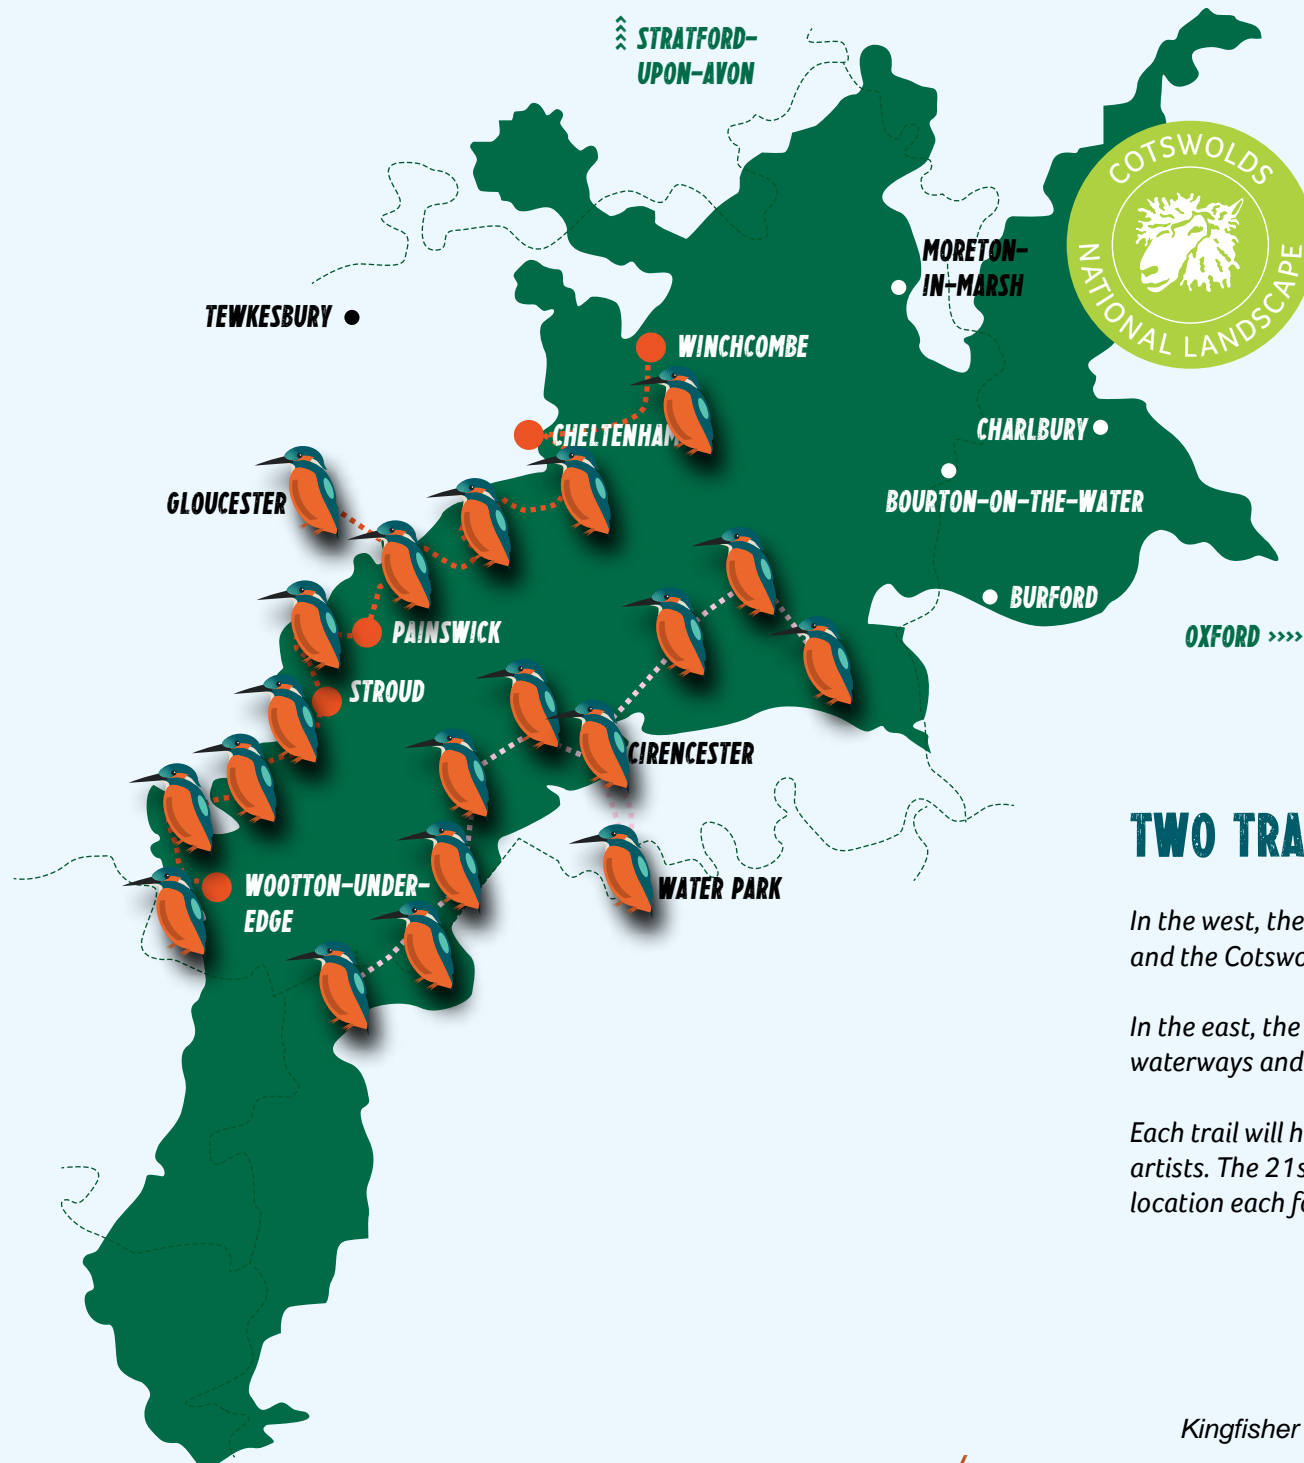 STRATFORD-
UPON-AVON
COTSWOLDS
NATIONAL LANDSCAPE
MORETON-
IN-MARSH
TEWKESBURY
WINCHCOMBE
CHELTENHAM
CHARLBURY
BOURTON-ON-THE-WATER
GLOUCESTER
BURFORD
PAINSWICK
OXFORD >>>>
STROUD
CIRENCESTER
WATER PARK
WOOTTON-UNDER-
EDGE
TWO TRA
In the west, the
and the Cotswo
In the east, the
waterways and
Each trail will h
artists. The 21s
location each fo
Kingfisher